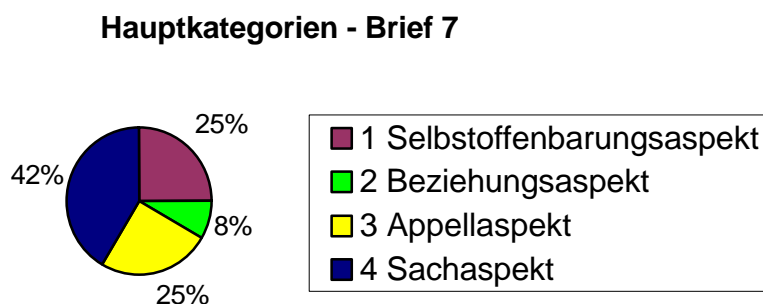 Hauptkategorien - Brief 7
25%
42%
8%
25%
1 Selbstoffenbarungsaspekt
2 Beziehungsaspekt
3 Appellaspekt
4 Sachaspekt